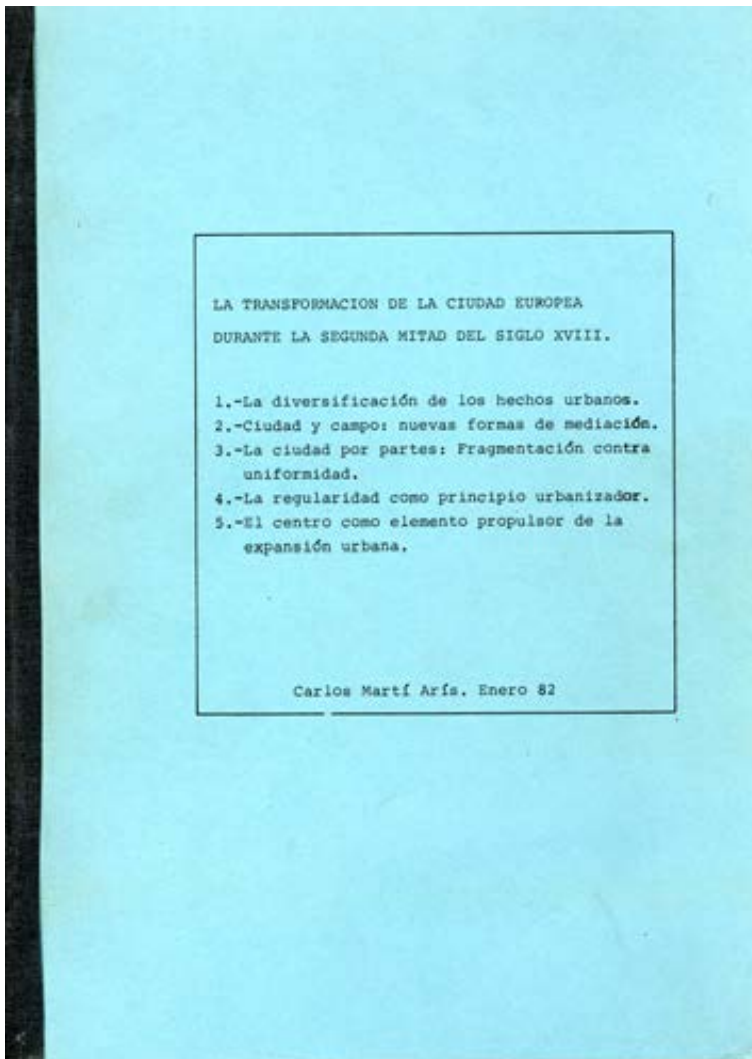 LA TRANSFORMACION DE LA CIUDAD EUROPEA
DURANTE LA SEGUNDA MITAD DEL SIGLO XVIII.
1.-La diversificación de los hechos urbanos.
2.-Ciudad y campo: nuevas formas de mediación.
3.-La ciudad por partes: Fragmentación contra
uniformidad.
4.-La regularidad como principio urbanizador.
5.-El centro como elemento propulsor de la
expansión urbana.
Carlos Martí Arís. Enero 82